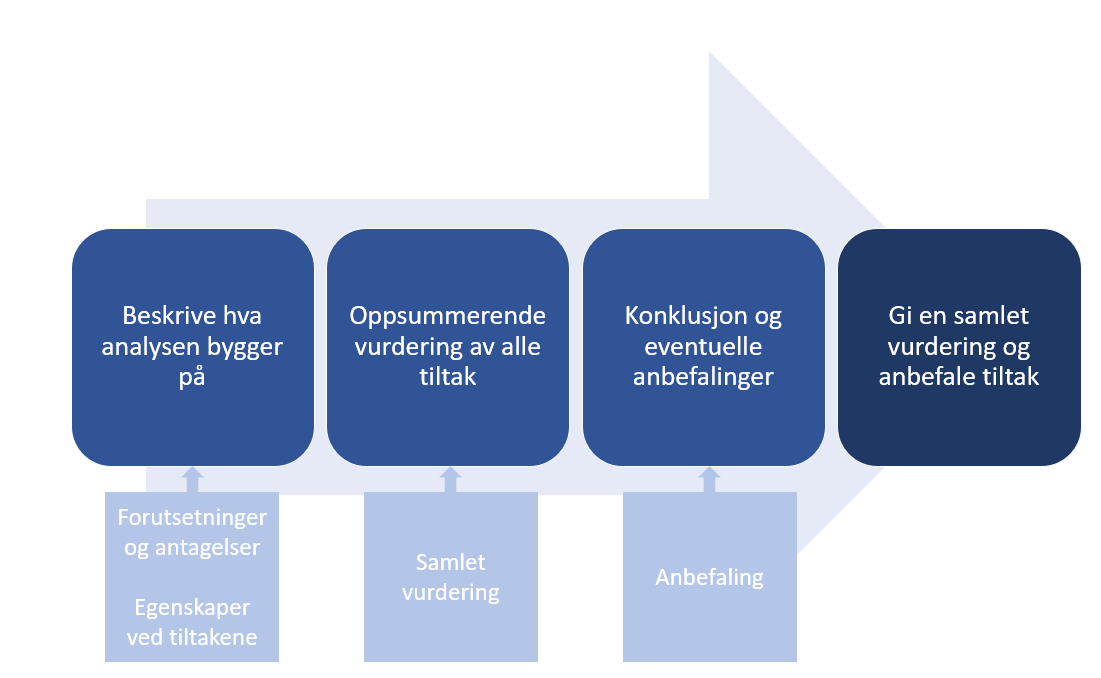 Beskrive hva
analysen bygger
på
Oppsummerende
vurdering av alle
tiltak
Konklusjon og
eventuelle
anbefalinger
Gi en samlet
vurdering og
anbefale tiltak
Forutsetninger
og antagelser
Egenskaper
ved tiltakene
Samlet
vurdering
Anbefaling